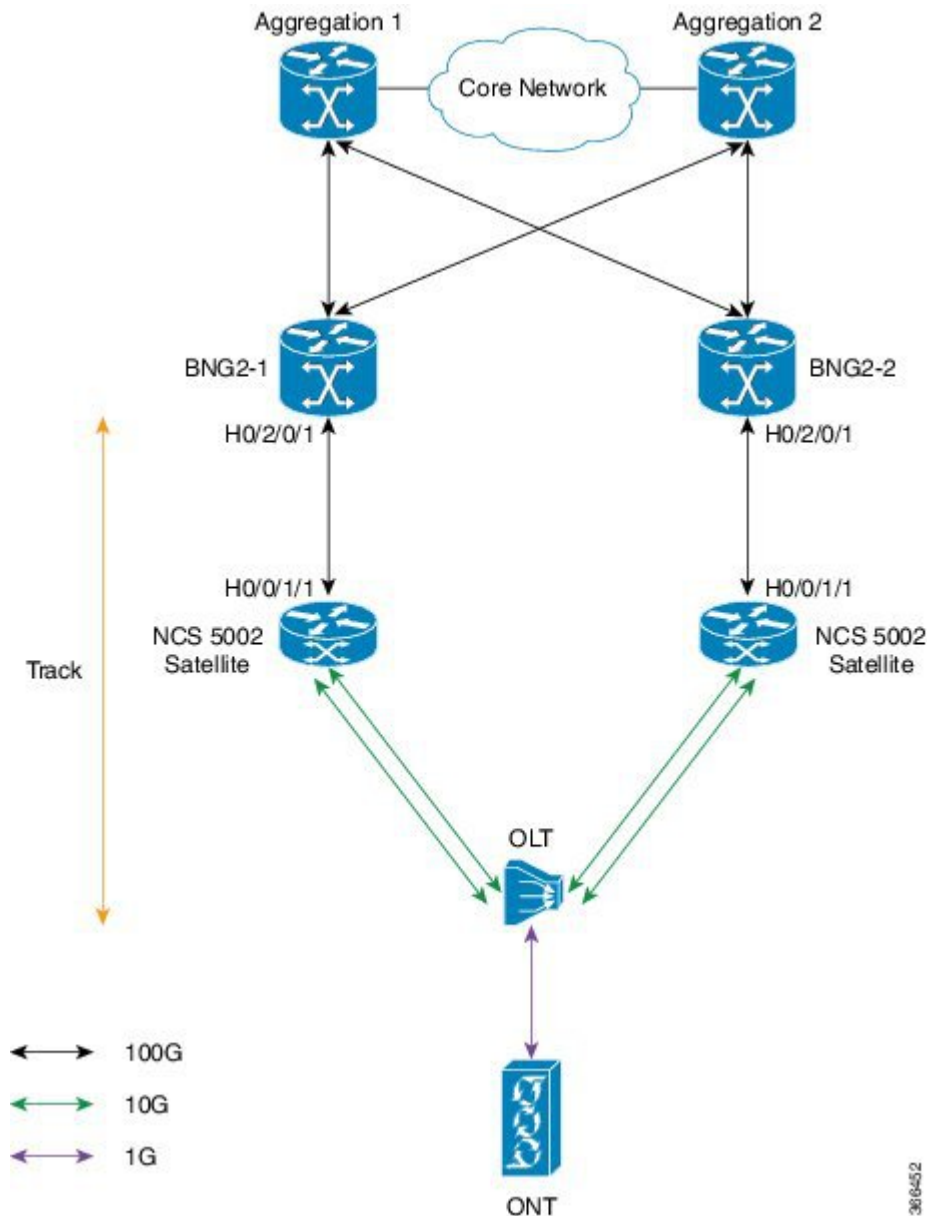 Aggregation 1
Aggregation 2
Core Network
BNG2-1
BNG2-2
H0/2/0/1
H0/2/0/1
H0/0/1/1
H0/0/1/1
NCS 5002
Satellite
NCS 5002
Satellite
Track
OLT
100G
10G
1G
ONT
366452